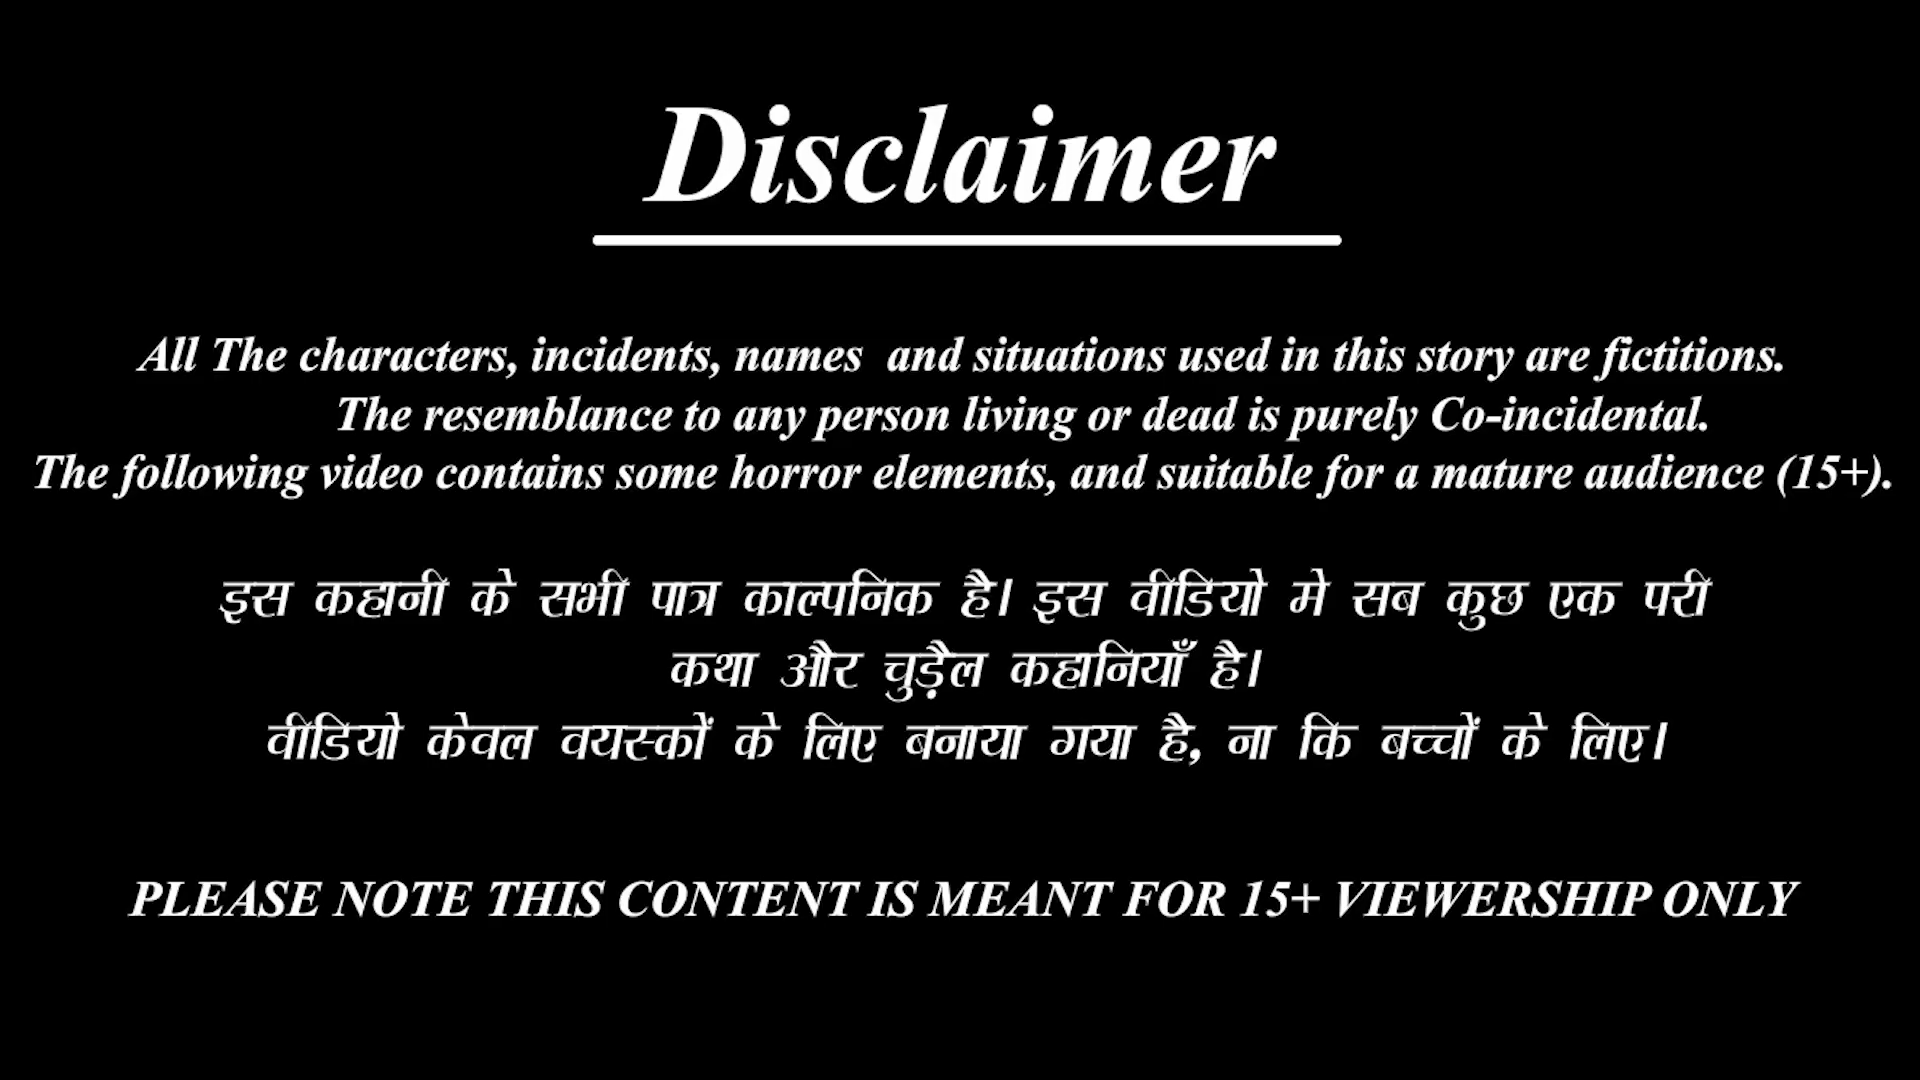 Disclaimer
All The characters, incidents, names and situations used in this story are fictitions.
The resemblance to any person living or dead is purely Co-incidental.
The following video contains some horror elements, and suitable for a mature audience (15+).
इस कहानी के सभी पात्र काल्पनिक है। इस वीडियो मे सब कुछ एक परी
कथा और चुड़ैल कहानियाँ है।
वीडियो केवल वयस्कों के लिए बनाया गया है, ना कि बच्चों के लिए।
PLEASE NOTE THIS CONTENT IS MEANT FOR 15+ VIEWERSHIP ONLY